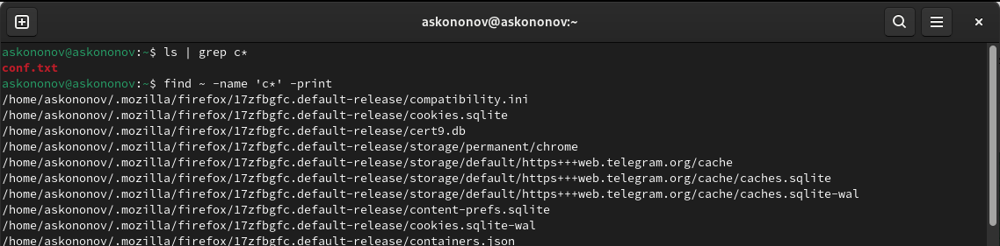 askononov@askononov:~
askononov@askononov:~$ ls | grep c*
conf.txt
askononov@askononov:~$ find ~ -name 'c*' -print
/home/askononov/.mozilla/firefox/17zfbgfc.default-release/compatibility.ini
/home/askononov/.mozilla/firefox/17zfbgfc.default-release/cookies.sqlite
/home/askononov/.mozilla/firefox/17zfbgfc.default-release/cert9.db
/home/askononov/.mozilla/firefox/17zfbgfc.default-release/storage/permanent/chrome
/home/askononov/.mozilla/firefox/17zfbgfc.default-release/storage/default/https+++web.telegram.org/cache
/home/askononov/.mozilla/firefox/17zfbgfc.default-release/storage/default/https+++web.telegram.org/cache/caches.sqlite
/home/askononov/.mozilla/firefox/17zfbgfc.default-release/storage/default/https+++web.telegram.org/cache/caches.sqlite-wal
/home/askononov/.mozilla/firefox/17zfbgfc.default-release/content-prefs.sqlite
/home/askononov/.mozilla/firefox/17zfbgfc.default-release/cookies.sqlite-wal
/home/askononov/.mozilla/firefox/17zfbgfc.default-release/containers.json